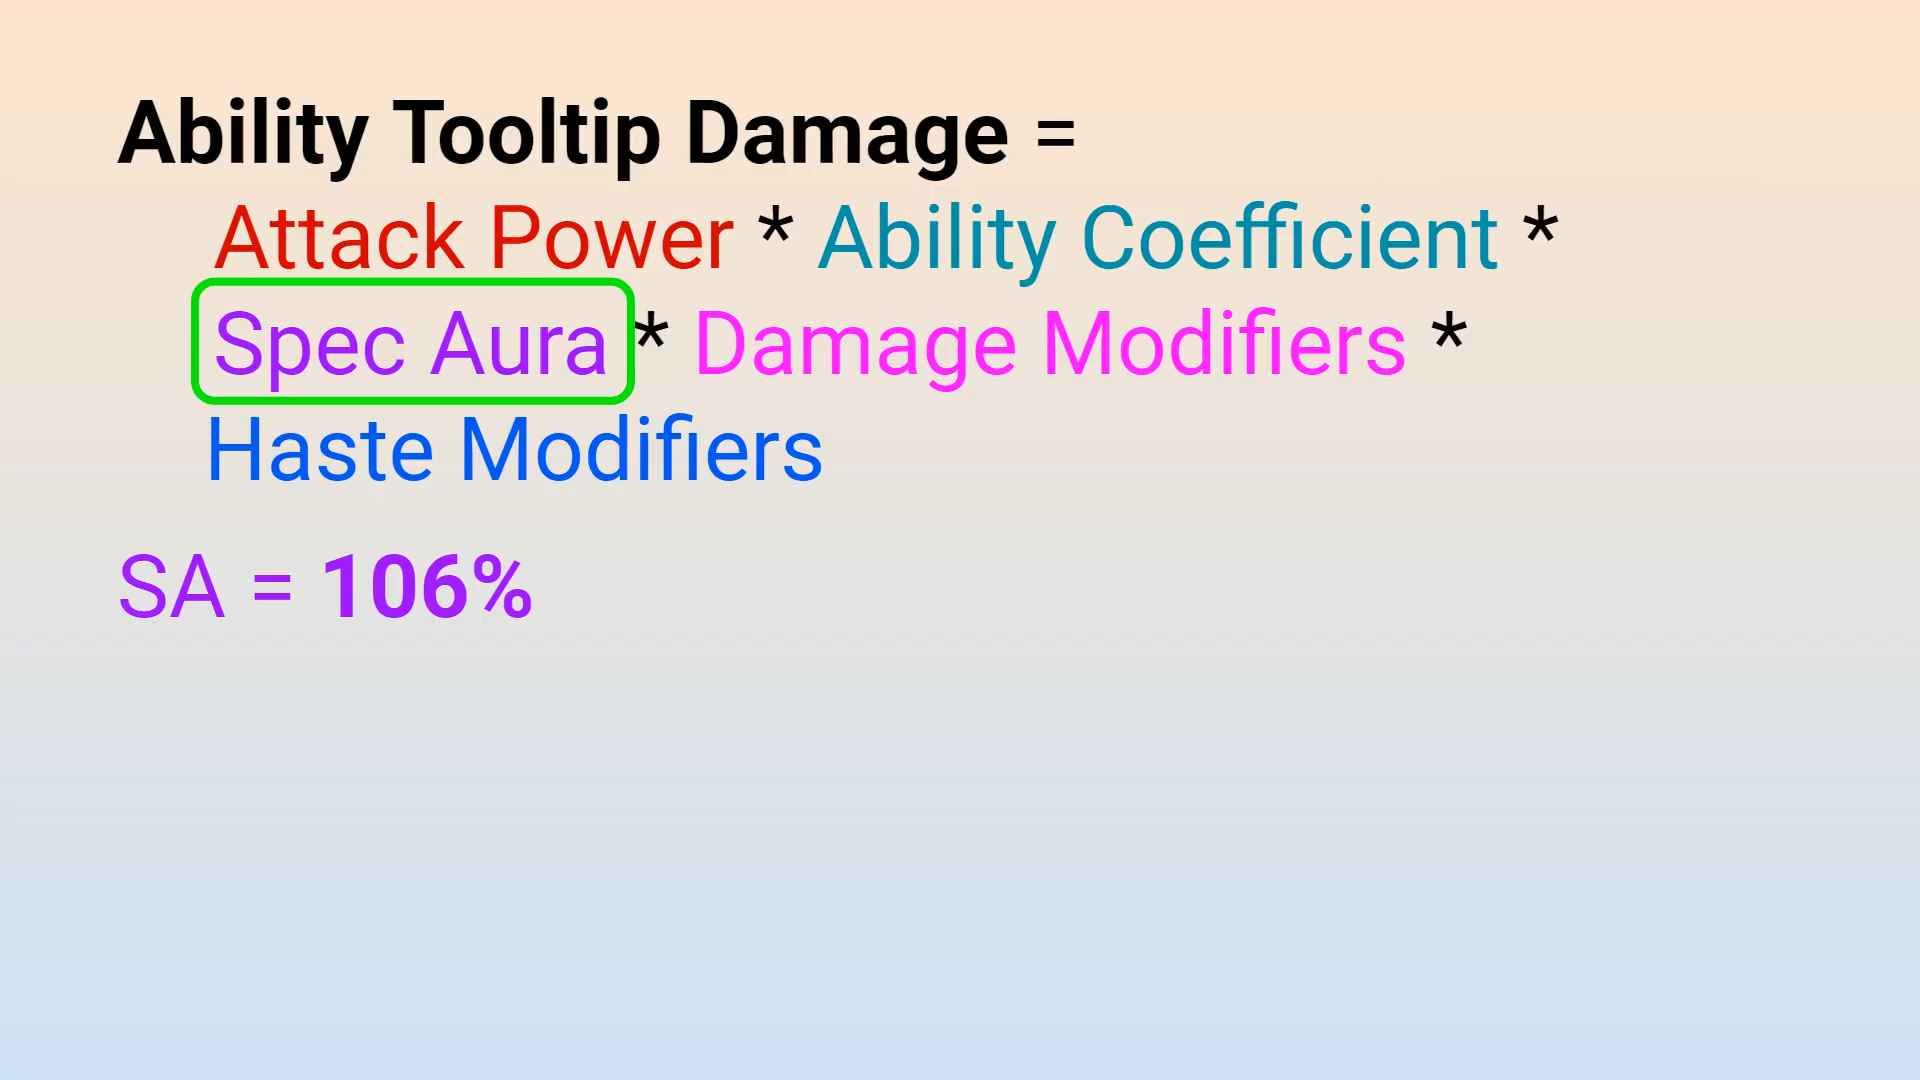 Ability Tooltip Damage =
Attack Power * Ability Coefficient *
Spec Aura * Damage Modifiers *
Haste Modifiers
SA = 106%